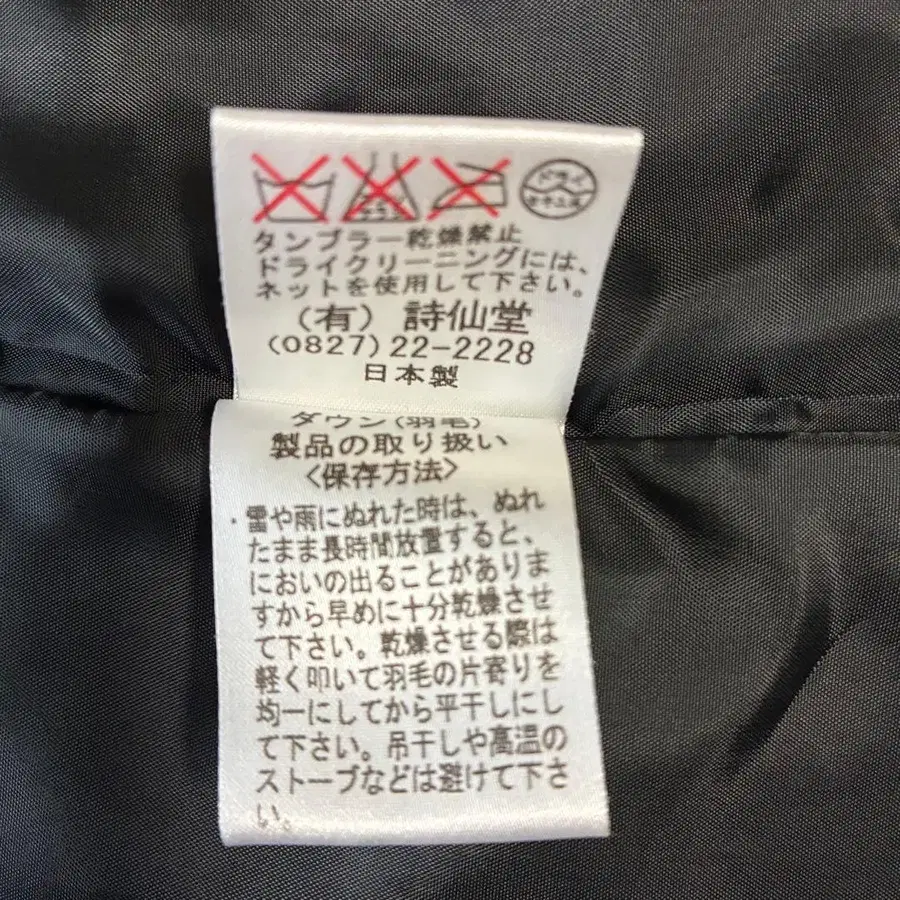 ドライ
タンブラー乾燥禁止
ドライクリーニングには、
ネットを使用して下さい。
(有) 詩仙堂
(0827)22-2228
日本製
ダウン(羽毛)
製品の取り扱い
〈保存方法〉
・雪や雨にぬれた時は、ぬれ
たまま長時間放置すると、
においの出ることがありま
すから早めに十分乾燥させ
て下さい。乾燥させる際は
軽く叩いて羽毛の片寄りを
均一にしてから平干しにし
て下さい。吊干しや高温の
ストーブなどは避けて下さ
い。